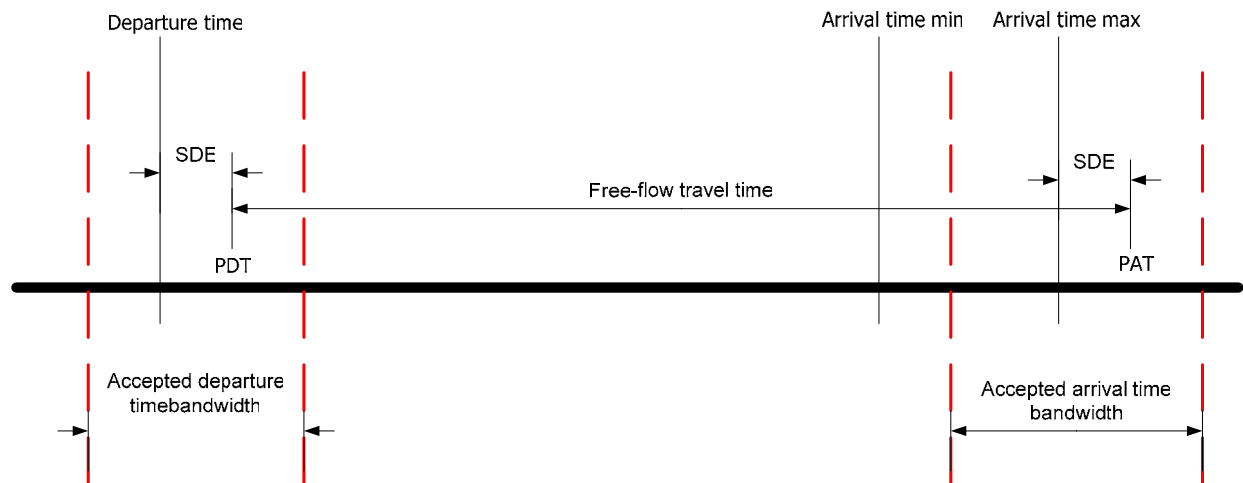 Departure time
Arrival time min
Arrival time max
SDE
SDE
Free-flow travel time
PDT
PAT
Accepted departure
timebandwidth
Accepted arrival time
bandwidth